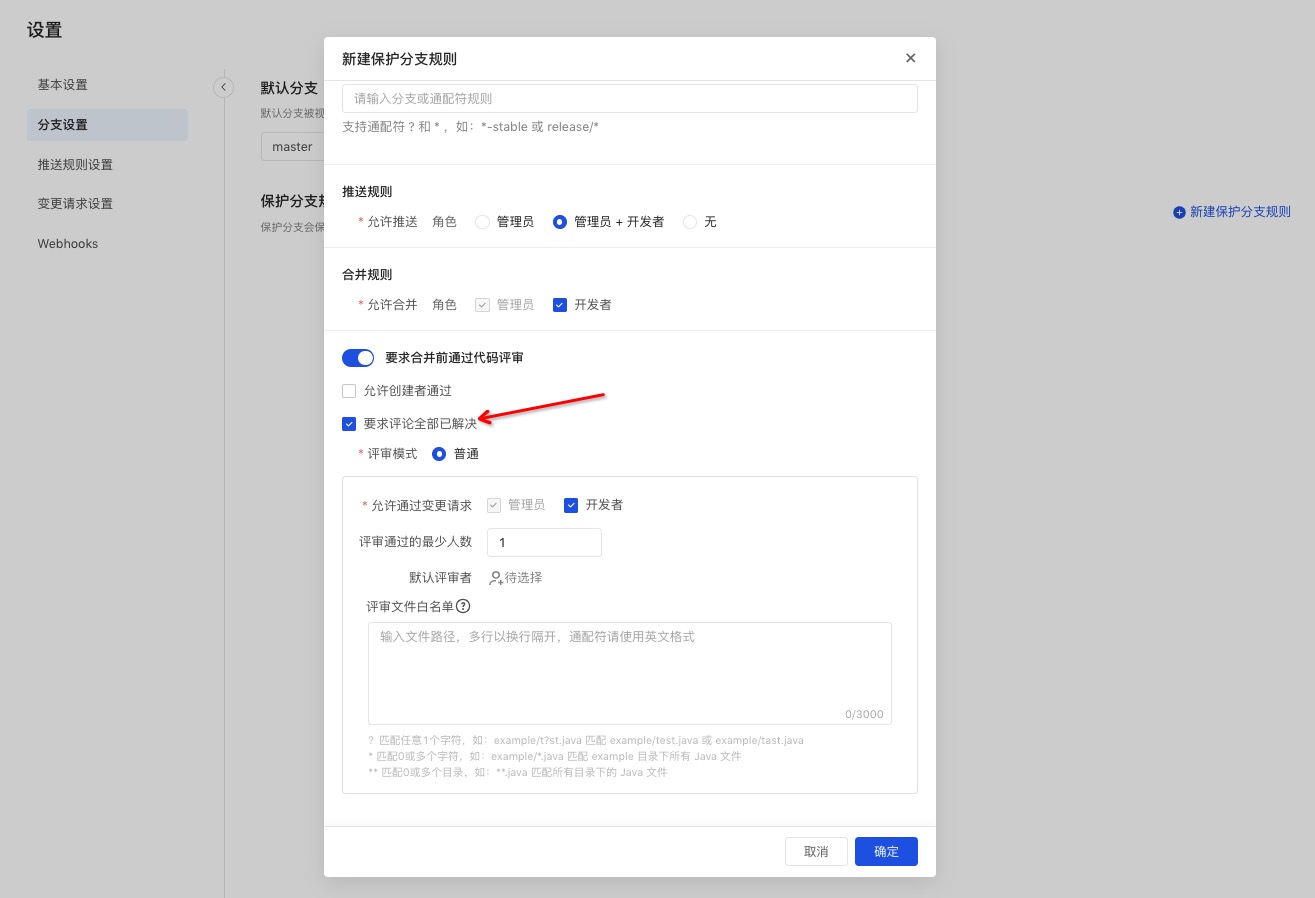 设置
基本设置
分支设置
推送规则设置
变更请求设置
Webhooks
默认分支
默认分支被视
master
保护分支规
保护分支会保
新建保护分支规则
新建保护分支规则
请输入分支或通配符规则
支持通配符 ? 和 * ，如：*-stable 或 release/*
推送规则
* 允许推送 角色 管理员 管理员 + 开发者 无
合并规则
* 允许合并 角色 管理员 开发者
要求合并前通过代码评审
允许创建者通过
要求评论全部已解决
* 评审模式 普通
* 允许通过变更请求 管理员 开发者
评审通过的最少人数 1
默认评审者 待选择
评审文件白名单 ?
输入文件路径，多行以换行隔开，通配符请使用英文格式
0/3000
? 匹配任意1个字符，如：example/t?st.java 匹配 example/test.java 或 example/tast.java
* 匹配0或多个字符，如：example/*.java 匹配 example 目录下所有 Java 文件
** 匹配0或多个目录，如：**.java 匹配所有目录下的 Java 文件
取消 确定